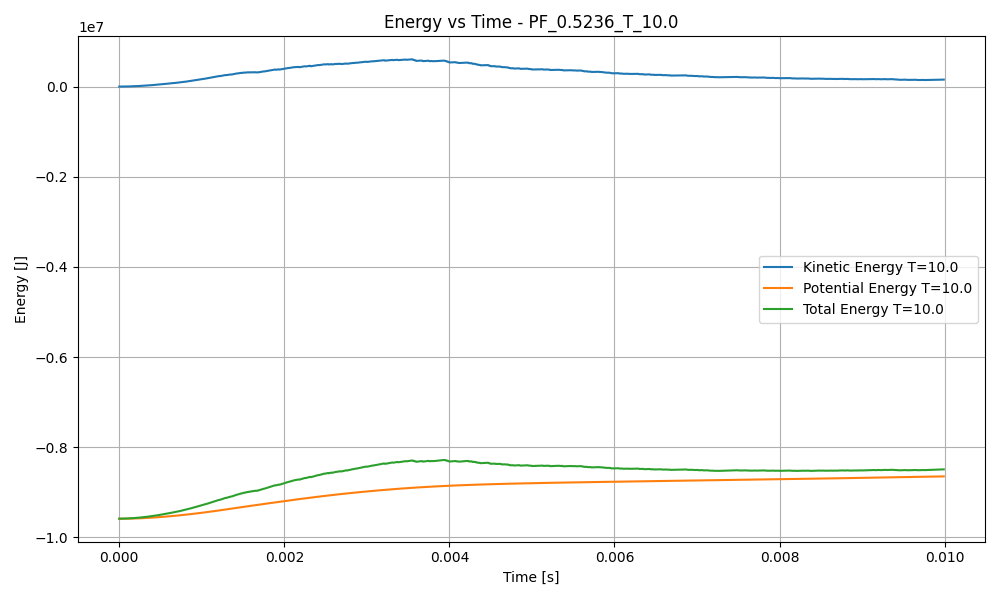 Energy vs Time - PF_0.5236_T_10.0
1e7
0.0
−0.2
−0.4
−0.6
−0.8
−1.0
Energy [J]
Kinetic Energy T=10.0
Potential Energy T=10.0
Total Energy T=10.0
0.000 0.002 0.004 0.006 0.008 0.010
Time [s]